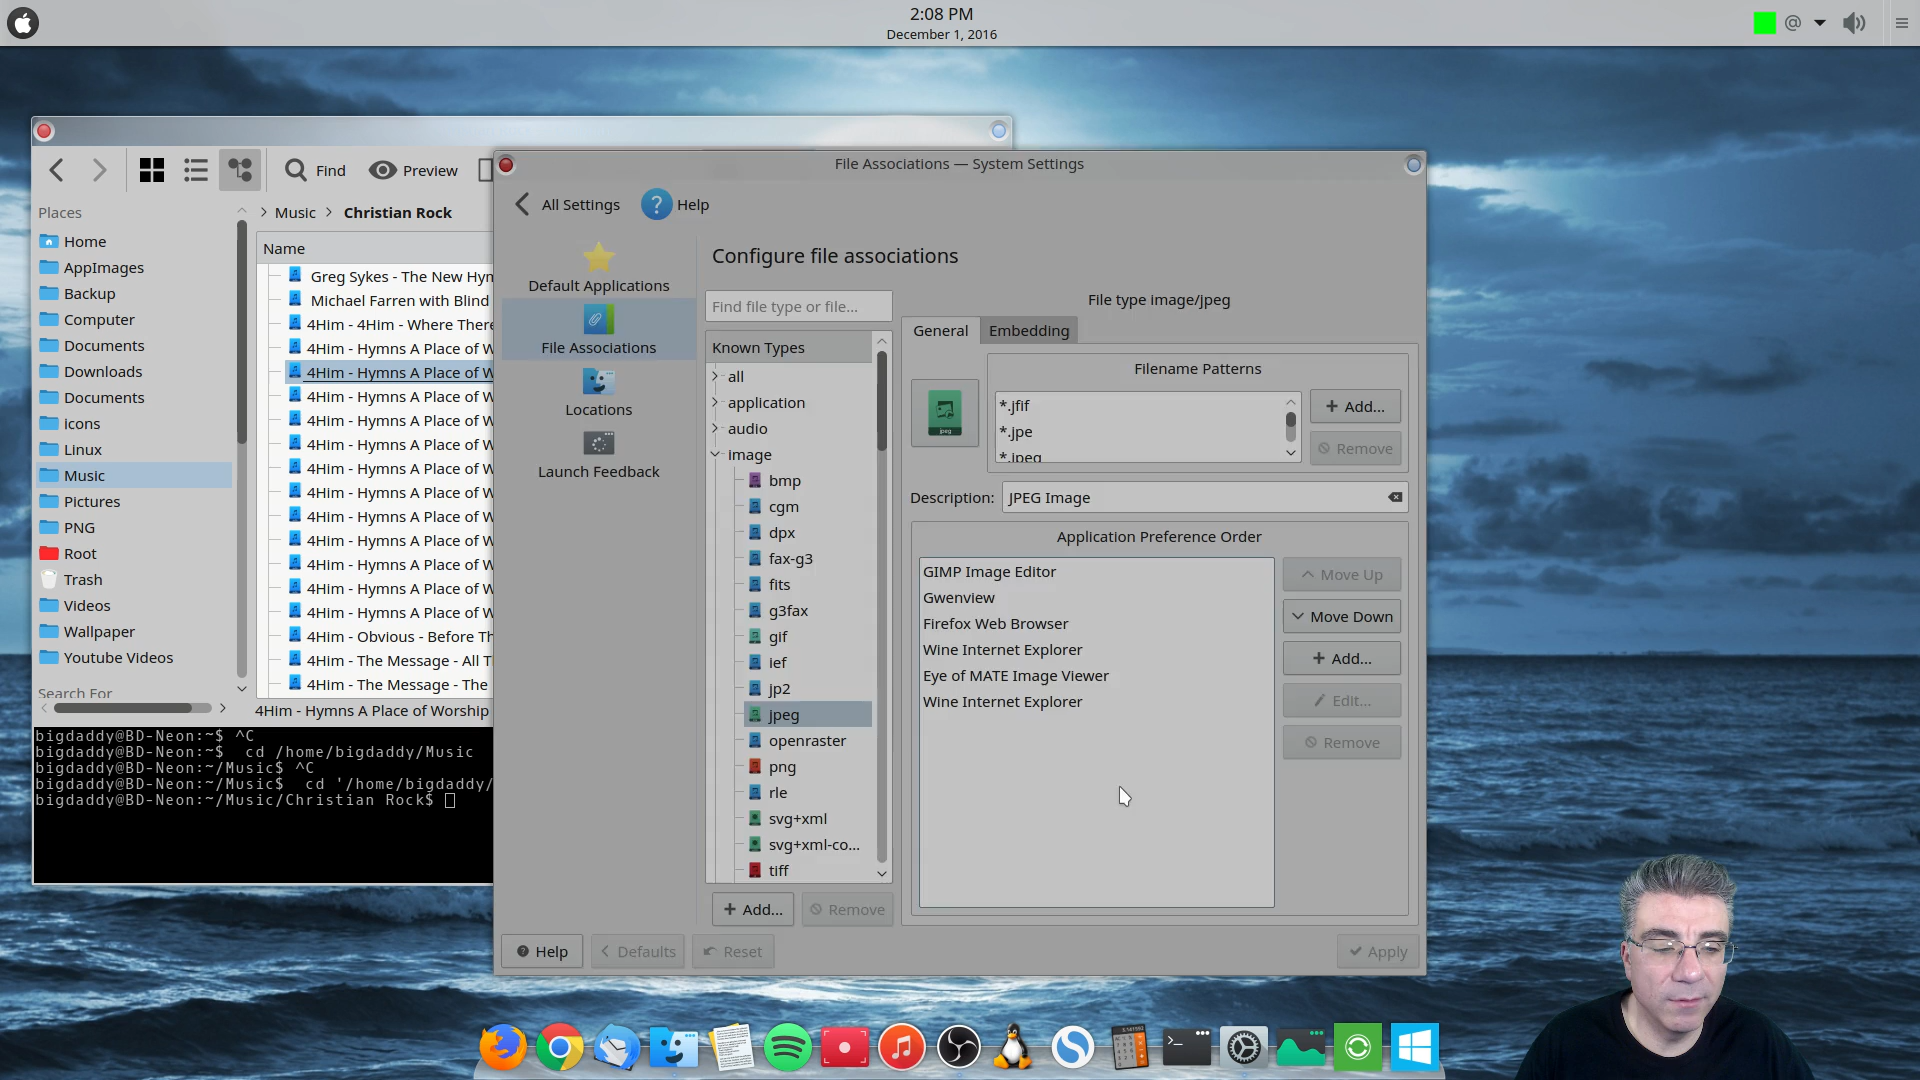 2:08 PM
December 1, 2016
@
Find
Preview
Places
Home
AppImages
Backup
Computer
Documents
Downloads
Documents
icons
Linux
Music
Pictures
PNG
Root
Trash
Videos
Wallpaper
Youtube Videos
Search For
> Music > Christian Rock
Name
Greg Sykes - The New Hyn
Michael Farren with Blind
4Him - 4Him - Where There
4Him - Hymns A Place of W
4Him - Hymns A Place of W
4Him - Hymns A Place of W
4Him - Hymns A Place of W
4Him - Hymns A Place of W
4Him - Hymns A Place of W
4Him - Hymns A Place of W
4Him - Hymns A Place of W
4Him - Hymns A Place of W
4Him - Hymns A Place of W
4Him - Hymns A Place of W
4Him - Hymns A Place of W
4Him - Obvious - Before Th
4Him - The Message - All T
4Him - The Message - The
4Him - Hymns A Place of Worship
bigdaddy@BD-Neon:~$ ^C
bigdaddy@BD-Neon:~$  cd /home/bigdaddy/Music
bigdaddy@BD-Neon:~/Music$ ^C
bigdaddy@BD-Neon:~/Music$  cd '/home/bigdaddy/
bigdaddy@BD-Neon:~/Music/Christian Rock$
File Associations — System Settings
All Settings
? Help
Default Applications
File Associations
Locations
Launch Feedback
Configure file associations
Find file type or file...
Known Types
all
application
audio
image
bmp
cgm
dpx
fax-g3
fits
g3fax
gif
ief
jp2
jpeg
openraster
png
rle
svg+xml
svg+xml-co...
tiff
+ Add...
Remove
File type image/jpeg
General
Embedding
jpeg
Filename Patterns
*.jfif
*.jpe
*.jpeg
+ Add...
Remove
Description: JPEG Image
Application Preference Order
GIMP Image Editor
Gwenview
Firefox Web Browser
Wine Internet Explorer
Eye of MATE Image Viewer
Wine Internet Explorer
Move Up
Move Down
+ Add...
Edit...
Remove
Help
Defaults
Reset
Apply